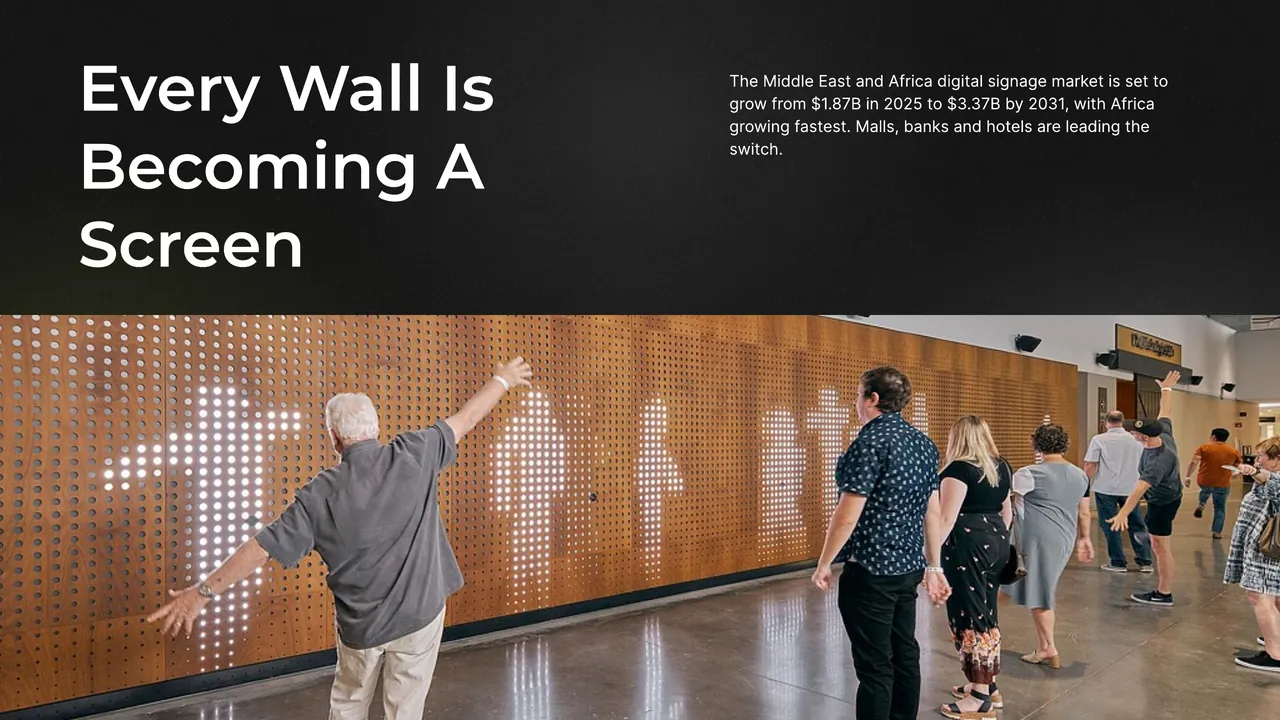 Every Wall Is
Becoming A
Screen
The Middle East and Africa digital signage market is set to
grow from $1.87B in 2025 to $3.37B by 2031, with Africa
growing fastest. Malls, banks and hotels are leading the
switch.